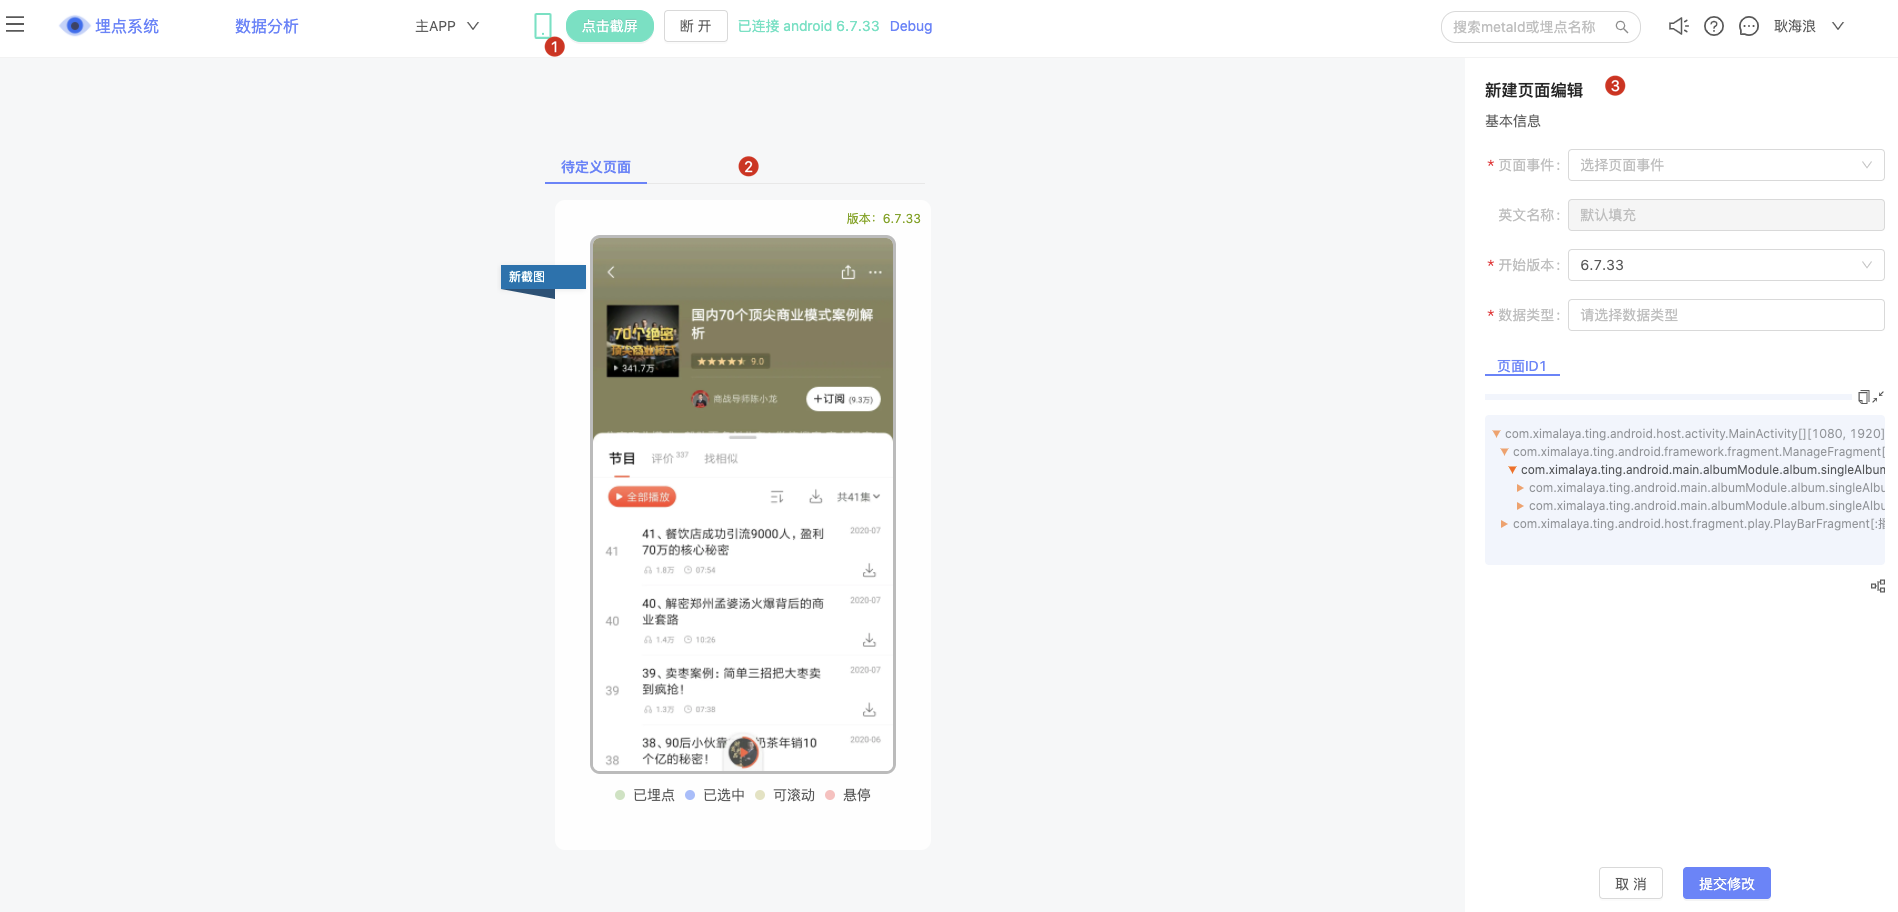 埋点系统
数据分析
主APP
点击截屏
断 开
已连接 android 6.7.33
Debug
搜索metaId或埋点名称
耿海浪
1
待定义页面
2
版本：6.7.33
新截图
国内70个顶尖商业模式案例解
析
70个绝密
顶尖商业模式
341.7万
9.0
商战导师陈小龙
+订阅 (9.3万)
节目
评价 337
找相似
全部播放
共41集
41
41、餐饮店成功引流9000人，盈利
70万的核心秘密
2020-07
1.8万
07:54
40
40、解密郑州孟婆汤火爆背后的商
业套路
2020-07
1.4万
10:26
39
39、卖枣案例：简单三招把大枣卖
到疯抢！
2020-07
1.3万
07:38
38
38、90后小伙靠 奶茶年销10
个亿的秘密！
2020-06
已埋点
已选中
可滚动
悬停
新建页面编辑
3
基本信息
* 页面事件：
选择页面事件
英文名称：
默认填充
* 开始版本：
6.7.33
* 数据类型：
请选择数据类型
页面ID1
com.ximalaya.ting.android.host.activity.MainActivity[][1080, 1920]
com.ximalaya.ting.android.framework.fragment.ManageFragment[
com.ximalaya.ting.android.main.albumModule.album.singleAlbum
com.ximalaya.ting.android.main.albumModule.album.singleAlbu
com.ximalaya.ting.android.main.albumModule.album.singleAlbu
com.ximalaya.ting.android.host.fragment.play.PlayBarFragment[:
取 消
提交修改